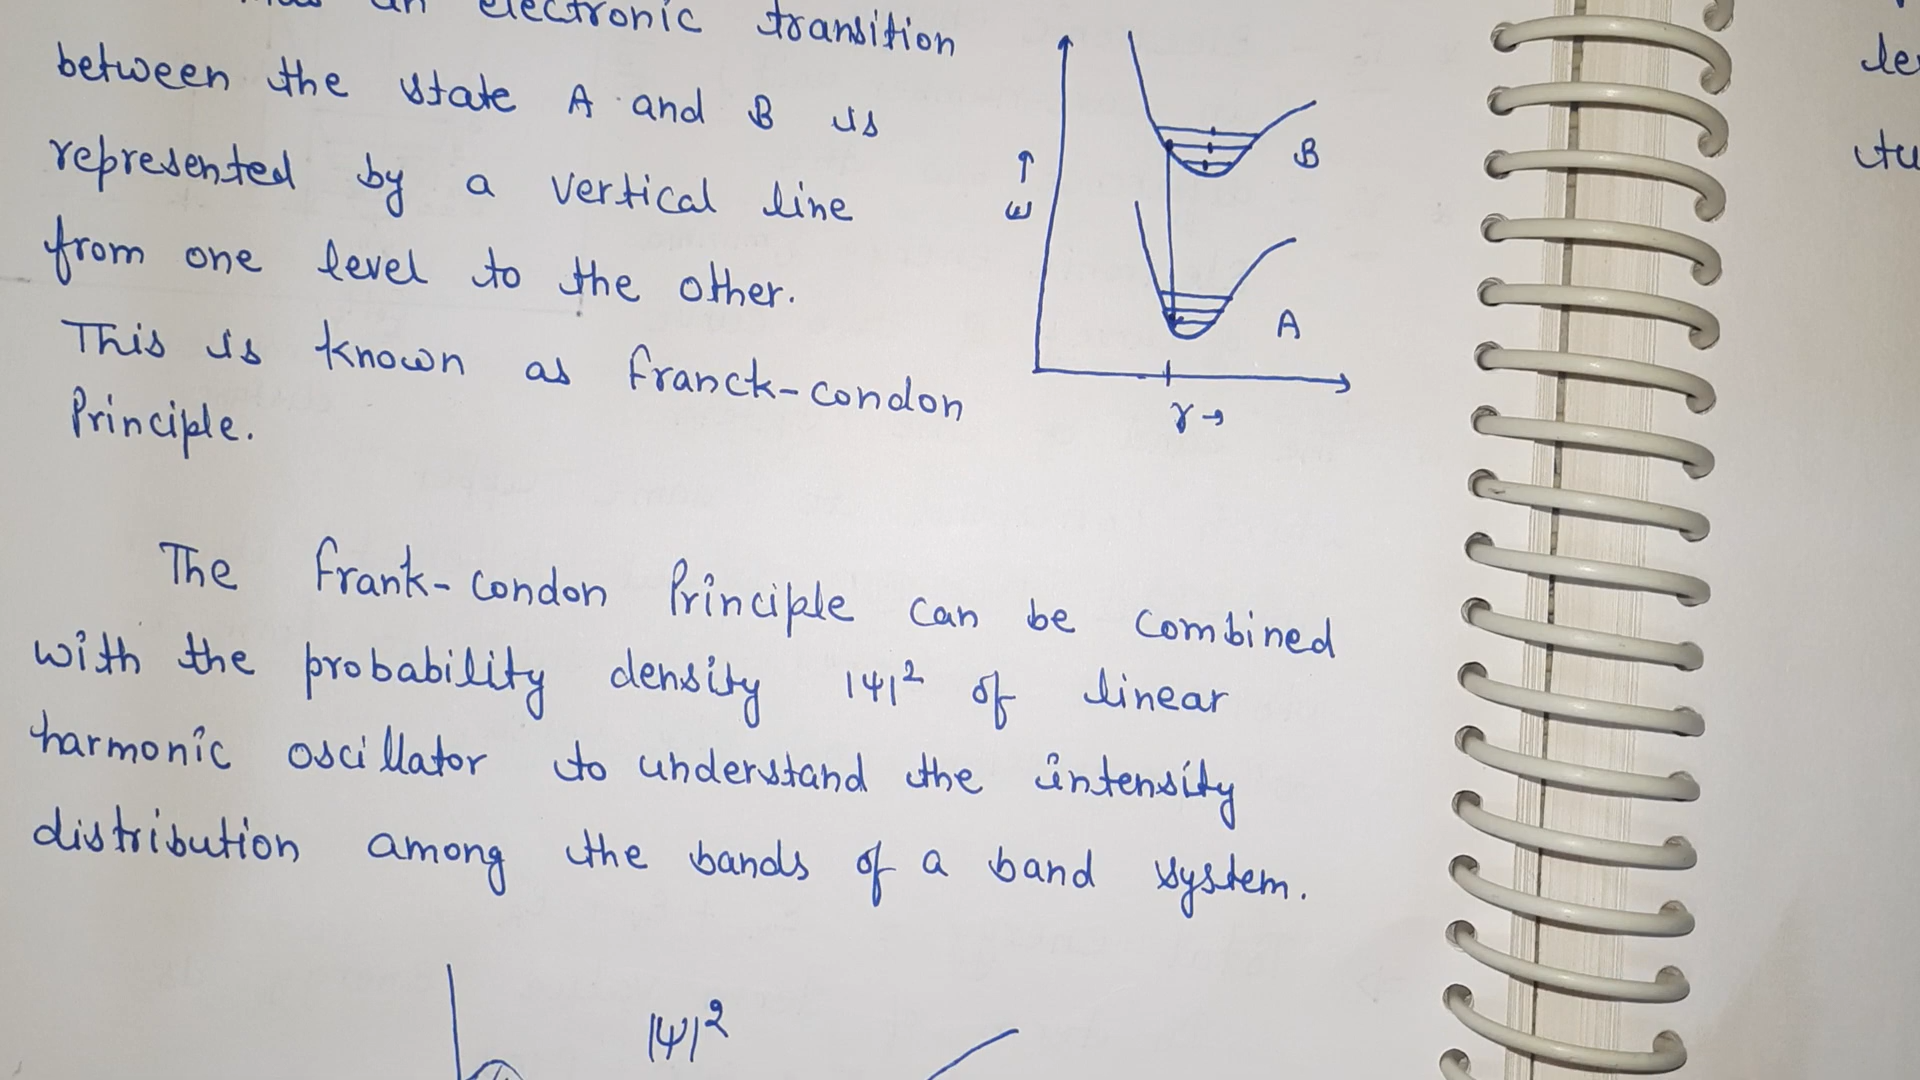 an electronic transition
between the state A and B is
represented by a vertical line
from one level to the other.
This is known as Franck-Condon
Principle.
E →
B
A
r →
The Frank-Condon Principle can be combined
with the probability density |ψ|² of linear
harmonic oscillator to understand the intensity
distribution among the bands of a band system.
|ψ|²